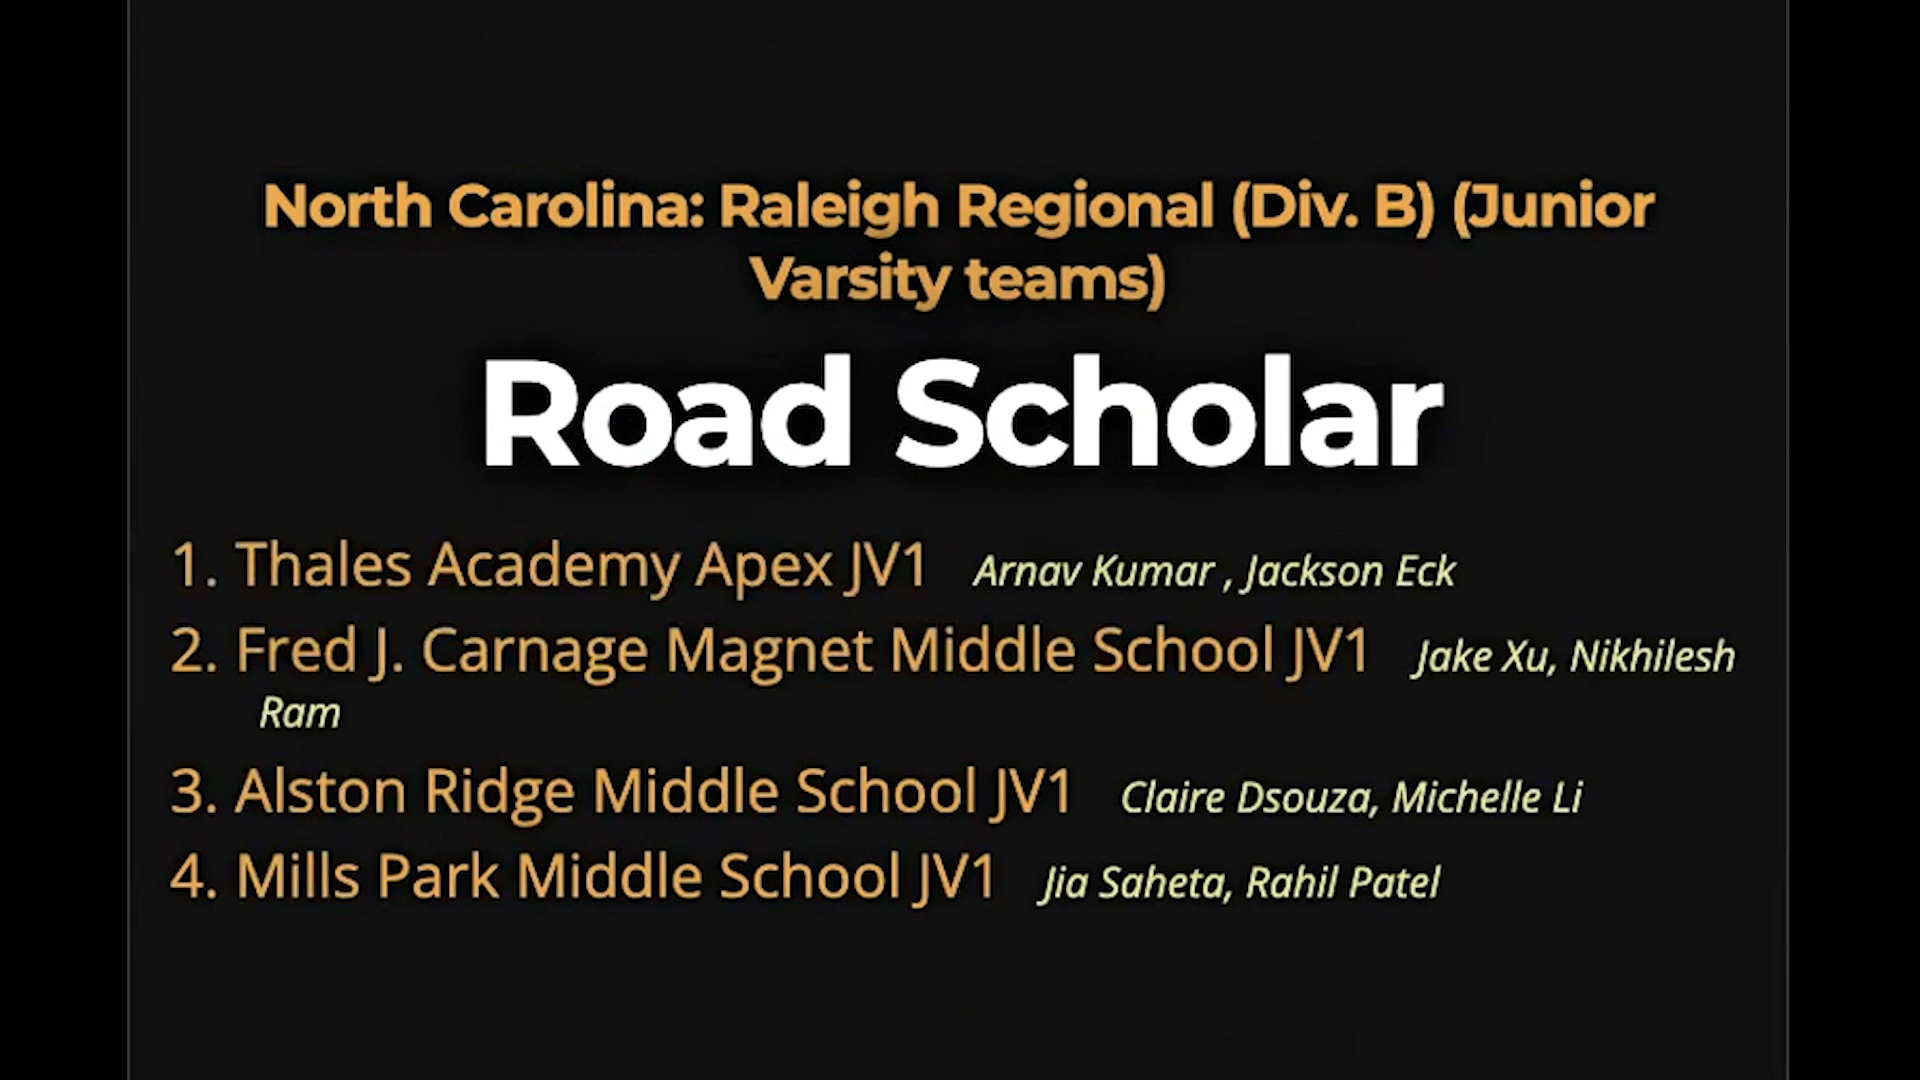 North Carolina: Raleigh Regional (Div. B) (Junior
Varsity teams)
Road Scholar
1. Thales Academy Apex JV1 Arnav Kumar , Jackson Eck
2. Fred J. Carnage Magnet Middle School JV1 Jake Xu, Nikhilesh
Ram
3. Alston Ridge Middle School JV1 Claire Dsouza, Michelle Li
4. Mills Park Middle School JV1 Jia Saheta, Rahil Patel